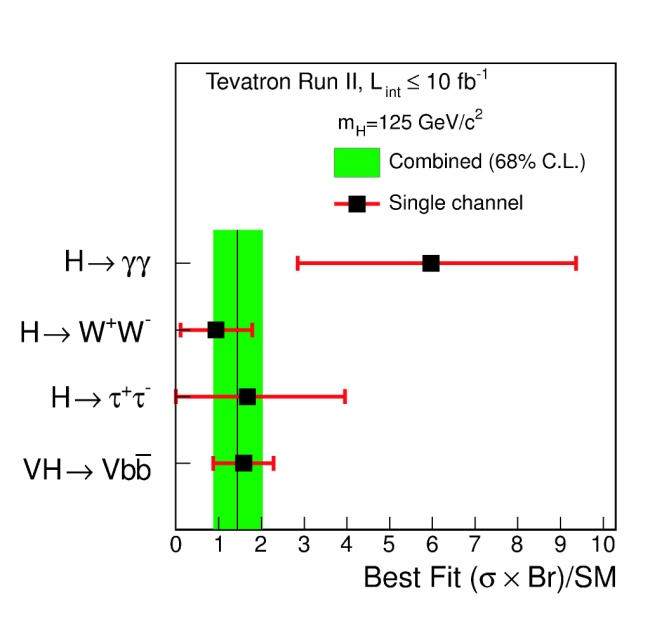 Tevatron Run II, L_int ≤ 10 fb⁻¹
m_H=125 GeV/c²
Combined (68% C.L.)
Single channel
H→ γγ
H→ W⁺W⁻
H→ τ⁺τ⁻
VH→ Vbb̅
0 1 2 3 4 5 6 7 8 9 10
Best Fit (σ × Br)/SM